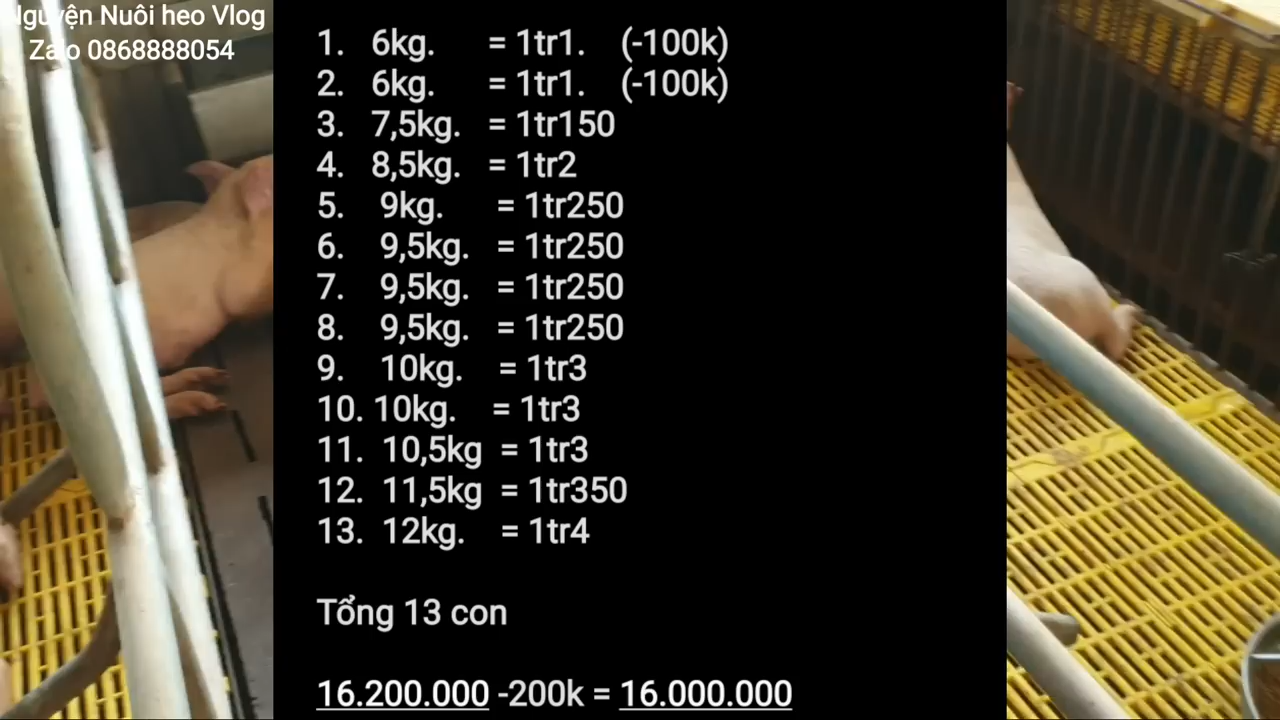 Nguyện Nuôi heo Vlog
Zalo 0868888054
1. 6kg. = 1tr1. (-100k)
2. 6kg. = 1tr1. (-100k)
3. 7,5kg. = 1tr150
4. 8,5kg. = 1tr2
5. 9kg. = 1tr250
6. 9,5kg. = 1tr250
7. 9,5kg. = 1tr250
8. 9,5kg. = 1tr250
9. 10kg. = 1tr3
10. 10kg. = 1tr3
11. 10,5kg = 1tr3
12. 11,5kg = 1tr350
13. 12kg. = 1tr4
Tổng 13 con
16.200.000 -200k = 16.000.000